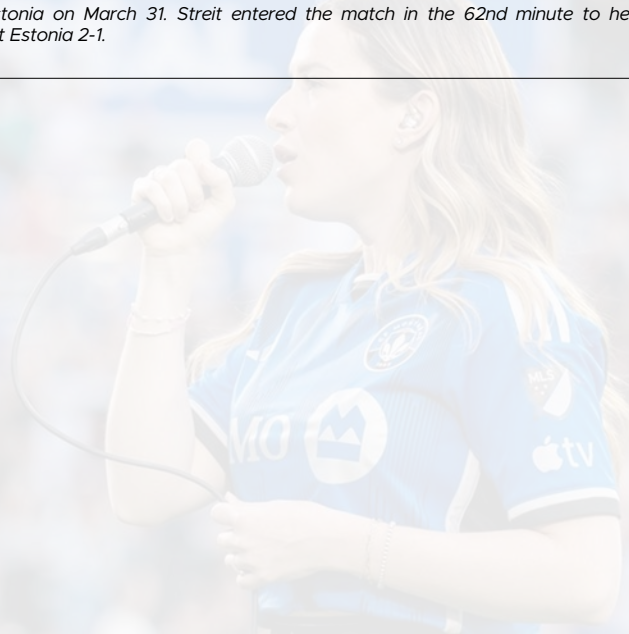 tonia on March 31. Streit entered the match in the 62nd minute to he
t Estonia 2-1.
MO
MLS
tv